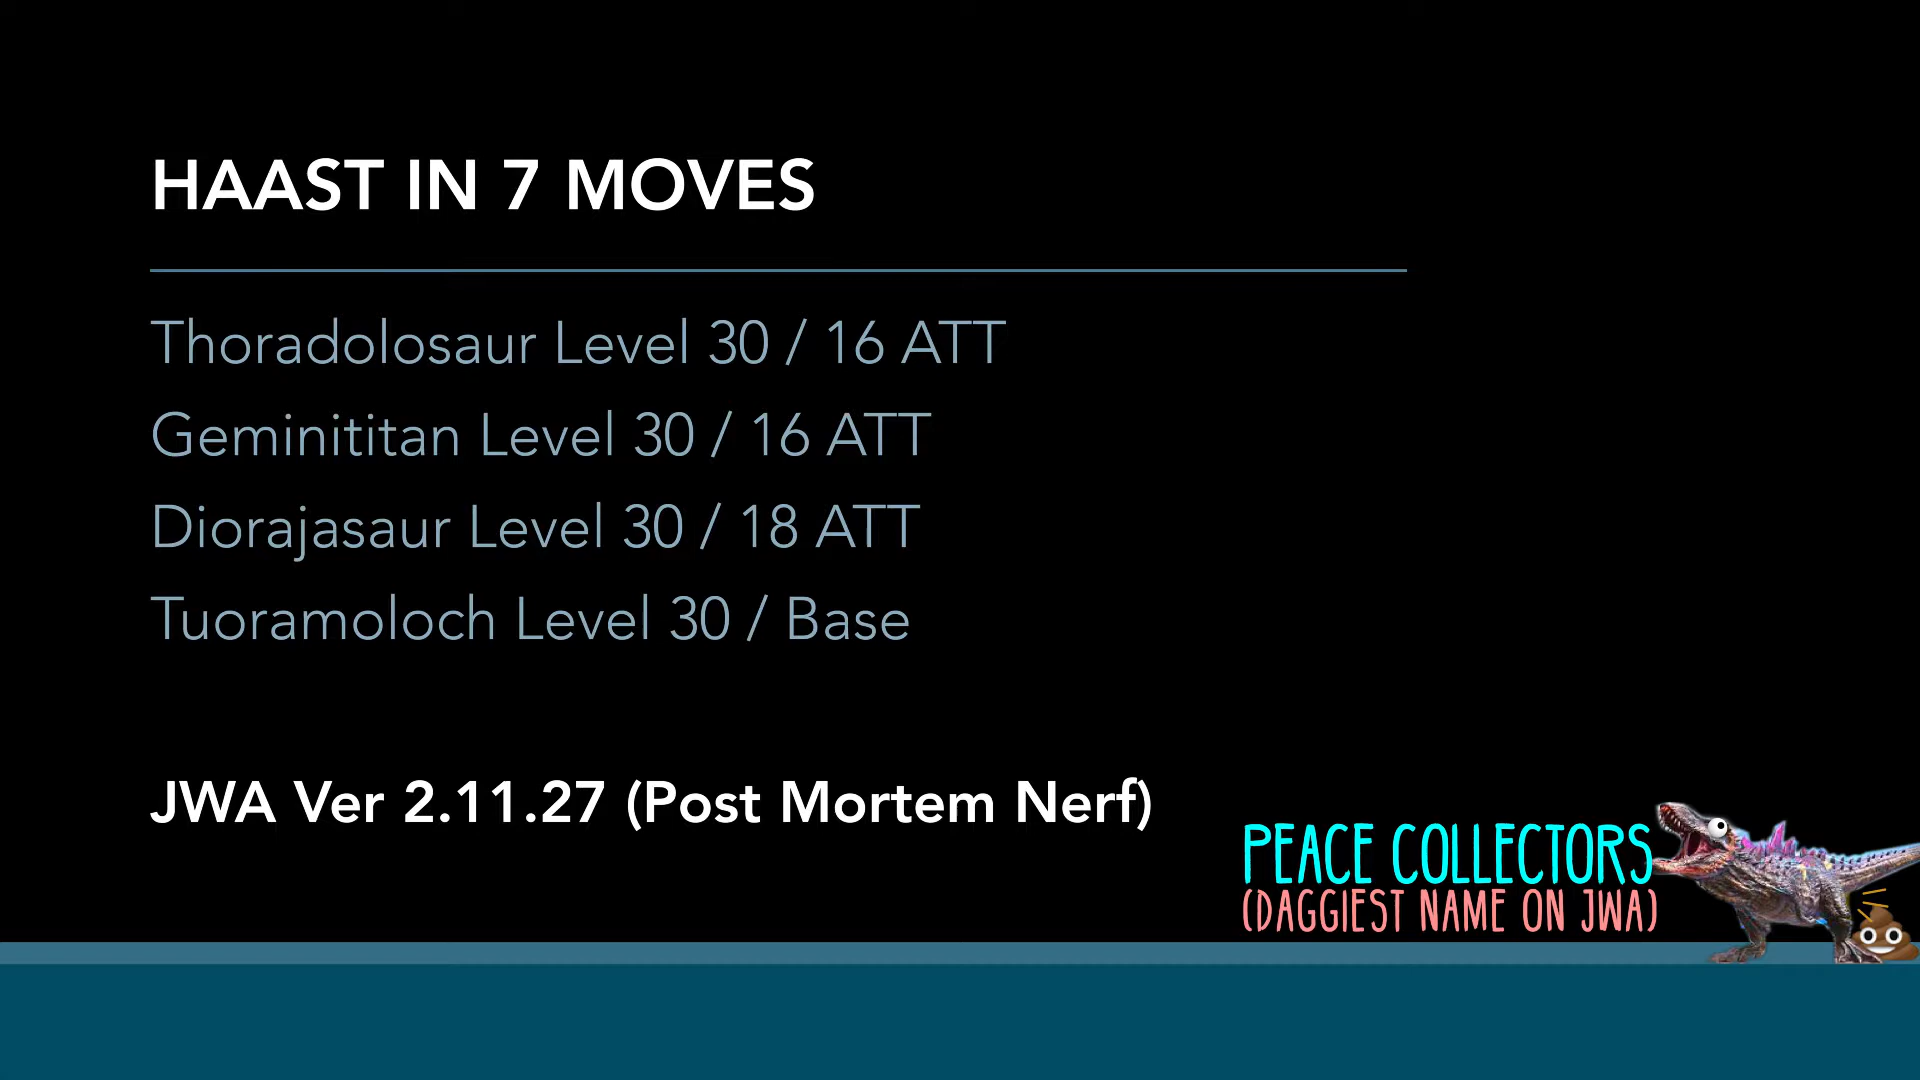 HAAST IN 7 MOVES
Thoradolosaur Level 30 / 16 ATT
Geminititan Level 30 / 16 ATT
Diorajasaur Level 30 / 18 ATT
Tuoramoloch Level 30 / Base
JWA Ver 2.11.27 (Post Mortem Nerf)
PEACE COLLECTORS
(DAGGIEST NAME ON JWA)